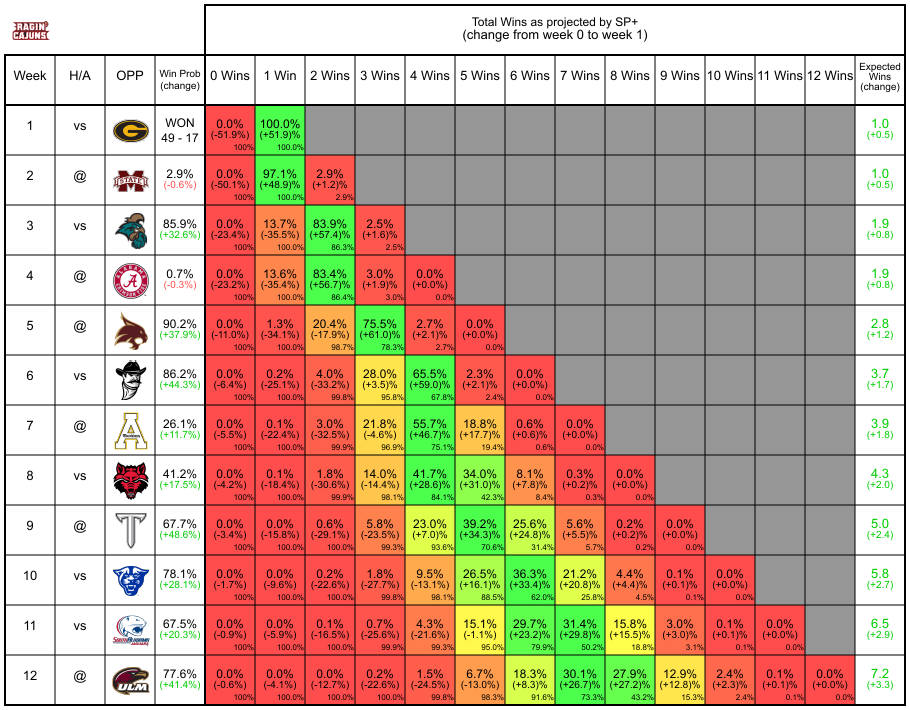 RAGIN'
CAJUNS
Total Wins as projected by SP+
(change from week 0 to week 1)
Week H/A OPP Win Prob (change) 0 Wins 1 Win 2 Wins 3 Wins 4 Wins 5 Wins 6 Wins 7 Wins 8 Wins 9 Wins 10 Wins 11 Wins 12 Wins Expected Wins (change)
1 vs G WON 0.0% 100.0% 1.0
49 - 17 (-51.9%) (+51.9)% (+0.5)
100% 100.0%
2 @ STATE 2.9% 0.0% 97.1% 2.9% 1.0
(-0.6%) (-50.1%) (+48.9)% (+1.2)% (+0.5)
100% 100.0% 2.9%
3 vs 85.9% 0.0% 13.7% 83.9% 2.5% 1.9
(+32.6%) (-23.4%) (-35.5%) (+57.4)% (+1.6)% (+0.8)
100% 100.0% 86.3% 2.5%
4 @ A 0.7% 0.0% 13.6% 83.4% 3.0% 0.0% 1.9
(-0.3%) (-23.2%) (-35.4%) (+56.7)% (+1.9)% (+0.0)% (+0.8)
100% 100.0% 86.4% 3.0% 0.0%
5 @ 90.2% 0.0% 1.3% 20.4% 75.5% 2.7% 0.0% 2.8
(+37.9%) (-11.0%) (-34.1%) (-17.9%) (+61.0)% (+2.1)% (+0.0)% (+1.2)
100% 100.0% 98.7% 78.3% 2.7% 0.0%
6 vs 86.2% 0.0% 0.2% 4.0% 28.0% 65.5% 2.3% 0.0% 3.7
(+44.3%) (-6.4%) (-25.1%) (-33.2%) (+3.5)% (+59.0)% (+2.1)% (+0.0)% (+1.7)
100% 100.0% 99.8% 95.8% 67.8% 2.4% 0.0%
7 @ A 26.1% 0.0% 0.1% 3.0% 21.8% 55.7% 18.8% 0.6% 0.0% 3.9
(+11.7%) (-5.5%) (-22.4%) (-32.5%) (-4.6%) (+46.7)% (+17.7)% (+0.6)% (+0.0)% (+1.8)
100% 100.0% 99.9% 96.9% 75.1% 19.4% 0.6% 0.0%
8 vs 41.2% 0.0% 0.1% 1.8% 14.0% 41.7% 34.0% 8.1% 0.3% 0.0% 4.3
(+17.5%) (-4.2%) (-18.4%) (-30.6%) (-14.4%) (+28.6)% (+31.0)% (+7.8)% (+0.2)% (+0.0)% (+2.0)
100% 100.0% 99.9% 98.1% 84.1% 42.3% 8.4% 0.3% 0.0%
9 @ T 67.7% 0.0% 0.0% 0.6% 5.8% 23.0% 39.2% 25.6% 5.6% 0.2% 0.0% 5.0
(+48.6%) (-3.4%) (-15.8%) (-29.1%) (-23.5%) (+7.0)% (+34.3)% (+24.8)% (+5.5)% (+0.2)% (+0.0)% (+2.4)
100% 100.0% 100.0% 99.3% 93.6% 70.6% 31.4% 5.7% 0.2% 0.0%
10 vs 78.1% 0.0% 0.0% 0.2% 1.8% 9.5% 26.5% 36.3% 21.2% 4.4% 0.1% 0.0% 5.8
(+28.1%) (-1.7%) (-9.6%) (-22.6%) (-27.7%) (-13.1%) (+16.1)% (+33.4)% (+20.8)% (+4.4)% (+0.1)% (+0.0)% (+2.7)
100% 100.0% 100.0% 99.8% 98.1% 88.5% 62.0% 25.8% 4.5% 0.1% 0.0%
11 vs SOUTH ALABAMA JAGUARS 67.5% 0.0% 0.0% 0.1% 0.7% 4.3% 15.1% 29.7% 31.4% 15.8% 3.0% 0.1% 0.0% 6.5
(+20.3%) (-0.9%) (-5.9%) (-16.5%) (-25.6%) (-21.6%) (-1.1%) (+23.2)% (+29.8)% (+15.5)% (+3.0)% (+0.1)% (+0.0)% (+2.9)
100% 100.0% 100.0% 99.9% 99.3% 95.0% 79.9% 50.2% 18.8% 3.1% 0.1% 0.0%
12 @ ULM 77.6% 0.0% 0.0% 0.0% 0.2% 1.5% 6.7% 18.3% 30.1% 27.9% 12.9% 2.4% 0.1% 0.0% 7.2
(+41.4%) (-0.6%) (-4.1%) (-12.7%) (-22.6%) (-24.5%) (-13.0%) (+8.3)% (+26.7)% (+27.2)% (+12.8)% (+2.3)% (+0.1)% (+0.0)% (+3.3)
100% 100.0% 100.0% 100.0% 99.8% 98.3% 91.6% 73.3% 43.2% 15.3% 2.4% 0.1% 0.0%